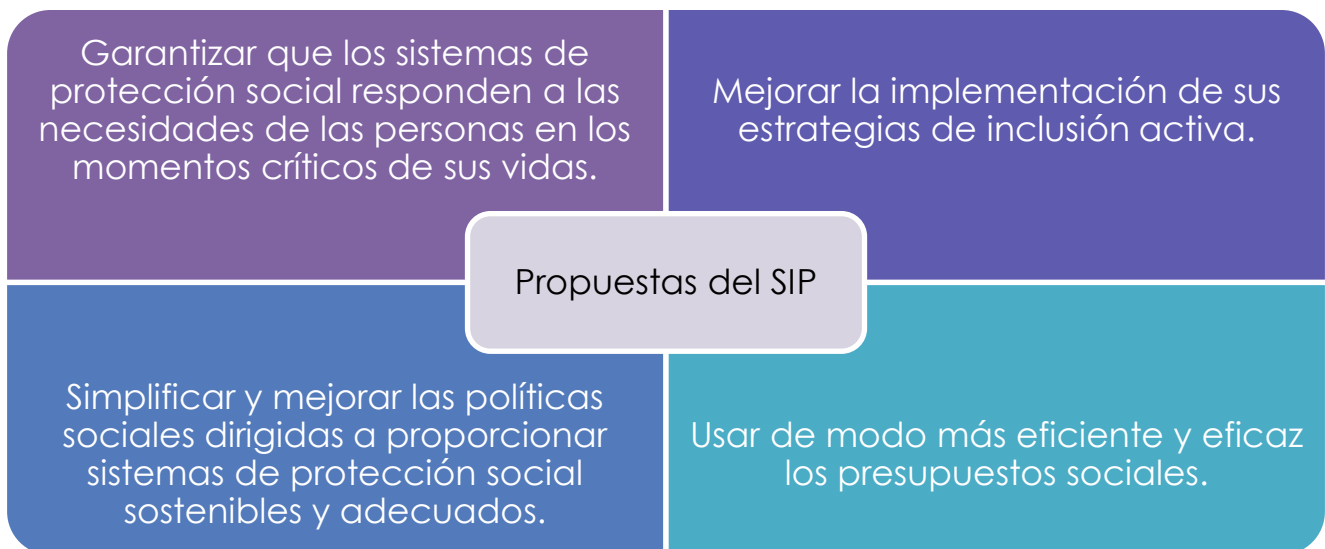 Garantizar que los sistemas de
protección social responden a las
necesidades de las personas en los
momentos críticos de sus vidas.
Mejorar la implementación de sus
estrategias de inclusión activa.
Propuestas del SIP
Simplificar y mejorar las políticas
sociales dirigidas a proporcionar
sistemas de protección social
sostenibles y adecuados.
Usar de modo más eficiente y eficaz
los presupuestos sociales.